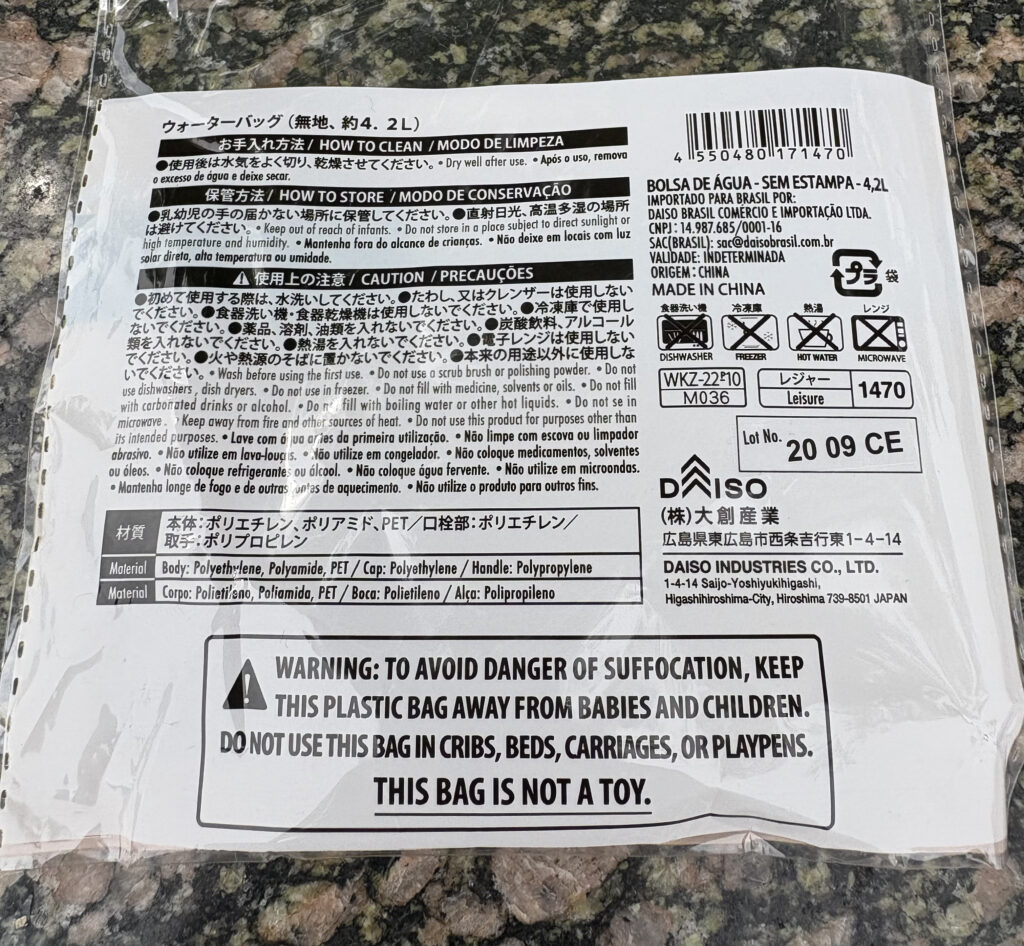 ウォーターバッグ（無地、約4.2L）
お手入れ方法 / HOW TO CLEAN / MODO DE LIMPEZA
●使用後は水気をよく切り、乾燥させてください。 • Dry well after use. • Após o uso, remova
o excesso de água e deixe secar.
保管方法 / HOW TO STORE / MODO DE CONSERVAÇÃO
●乳幼児の手の届かない場所に保管してください。●直射日光、高温多湿の場所
は避けてください。 • Keep out of reach of infants. • Do not store in a place subject to direct sunlight or
high temperature and humidity. • Mantenha fora do alcance de crianças. • Não deixe em locais com luz
solar direta, alta temperatura ou umidade.
⚠ 使用上の注意 / CAUTION / PRECAUÇÕES
●初めて使用する際は、水洗いしてください。●たわし、又はクレンザーは使用しない
でください。●食器洗い機・食器乾燥機は使用しないでください。●冷凍庫で使用し
ないでください。●薬品、溶剤、油類を入れないでください。●炭酸飲料、アルコール
類を入れないでください。●熱湯を入れないでください。●電子レンジは使用しない
でください。●火や熱源のそばに置かないでください。●本来の用途以外に使用しな
いでください。 • Wash before using the first use. • Do not use a scrub brush or polishing powder. • Do not
use dishwashers, dish dryers. • Do not use in freezer. • Do not fill with medicine, solvents or oils. • Do not fill
with carbonated drinks or alcohol. • Do not fill with boiling water or other hot liquids. • Do not se in
microwave. • Keep away from fire and other sources of heat. • Do not use this product for purposes other than
its intended purposes. • Lave com água antes da primeira utilização. • Não limpe com escova ou limpador
abrasivo. • Não utilize em lava-louças. • Não utilize em congelador. • Não coloque medicamentos, solventes
ou óleos. • Não coloque refrigerante ou álcool. • Não coloque água fervente. • Não utilize em microondas.
• Mantenha longe de fogo e de outras fontes de aquecimento. • Não utilize o produto para outros fins.
材質 本体：ポリエチレン、ポリアミド、PET／口栓部：ポリエチレン／
取手：ポリプロピレン
Material Body: Polyethylene, Polyamide, PET / Cap: Polyethylene / Handle: Polypropylene
Material Corpo: Polietileno, Poliamida, PET / Boca: Polietileno / Alça: Polipropileno
4 550480 171470
BOLSA DE ÁGUA - SEM ESTAMPA - 4,2L
IMPORTADO PARA BRASIL POR:
DAISO BRASIL COMÉRCIO E IMPORTAÇÃO LTDA.
CNPJ : 14.987.685/0001-16
SAC(BRASIL): sac@daisobrasil.com.br
VALIDADE: INDETERMINADA
ORIGEM : CHINA
MADE IN CHINA
プラ 袋
食器洗い機 冷凍庫 熱湯 レンジ
DISHWASHER FREEZER HOT WATER MICROWAVE
WKZ-22F10
M036
レジャー
Leisure
1470
Lot No. 20 09 CE
DAISO
(株)大創産業
広島県東広島市西条吉行東1-4-14
DAISO INDUSTRIES CO., LTD.
1-4-14 Saijo-Yoshiyukihigashi,
Higashihiroshima-City, Hiroshima 739-8501 JAPAN
WARNING: TO AVOID DANGER OF SUFFOCATION, KEEP
THIS PLASTIC BAG AWAY FROM BABIES AND CHILDREN.
DO NOT USE THIS BAG IN CRIBS, BEDS, CARRIAGES, OR PLAYPENS.
THIS BAG IS NOT A TOY.